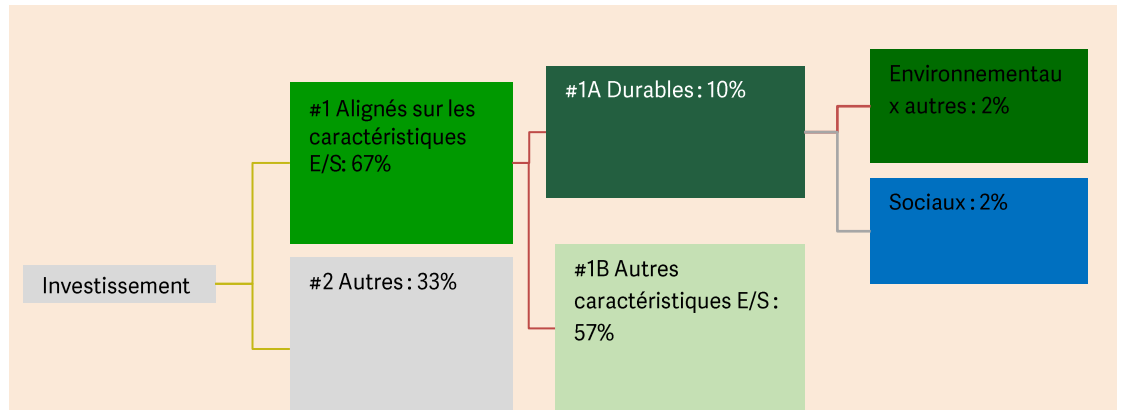 Investissement
#1 Alignés sur les
caractéristiques
E/S: 67%
#2 Autres : 33%
#1A Durables : 10%
#1B Autres
caractéristiques E/S :
57%
Environnementau
x autres : 2%
Sociaux : 2%